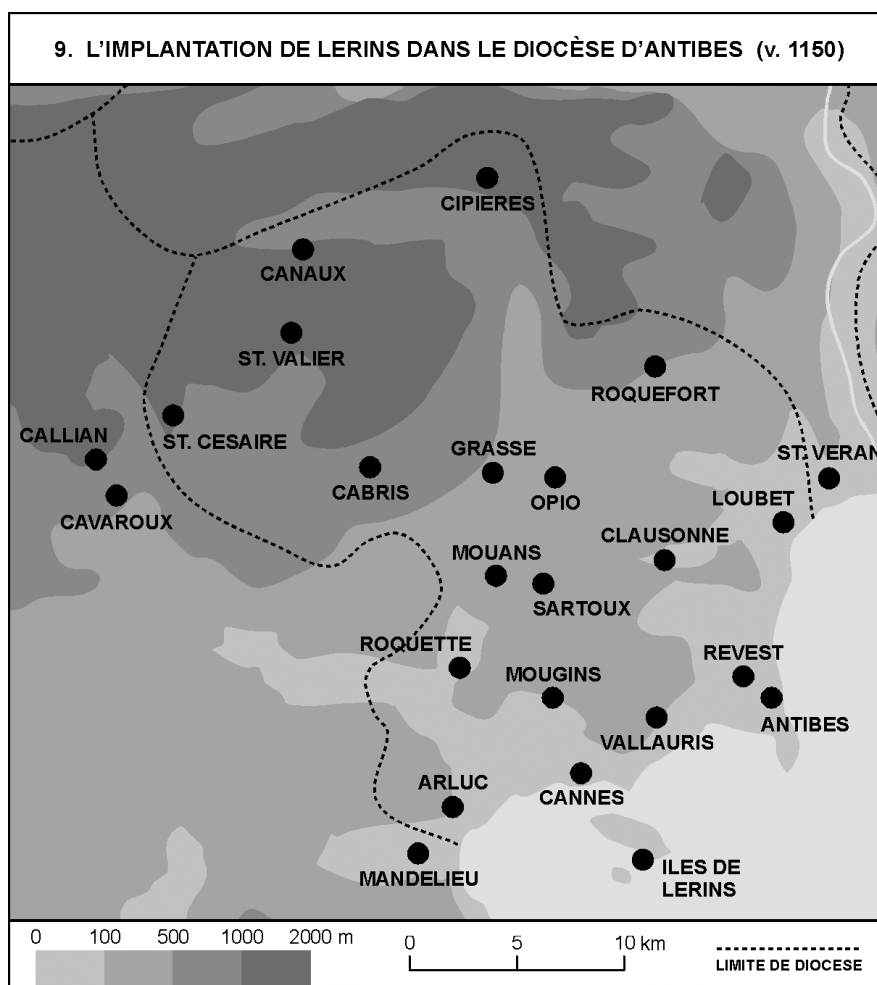 9. L'IMPLANTATION DE LERINS DANS LE DIOCÈSE D'ANTIBES (v. 1150)
CIPIERES
CANAUX
ST. VALIER
ROQUEFORT
CALLIAN
ST. CESAIRE
GRASSE
ST. VERAN
CABRIS
OPIO
LOUBET
CAVAROUX
CLAUSONNE
MOUANS
SARTOUX
ROQUETTE
MOUGINS
REVEST
ANTIBES
VALLAURIS
ARLUC
CANNES
MANDELIEU
ILES DE
LERINS
0 100 500 1000 2000 m
0 5 10 km
LIMITE DE DIOCESE